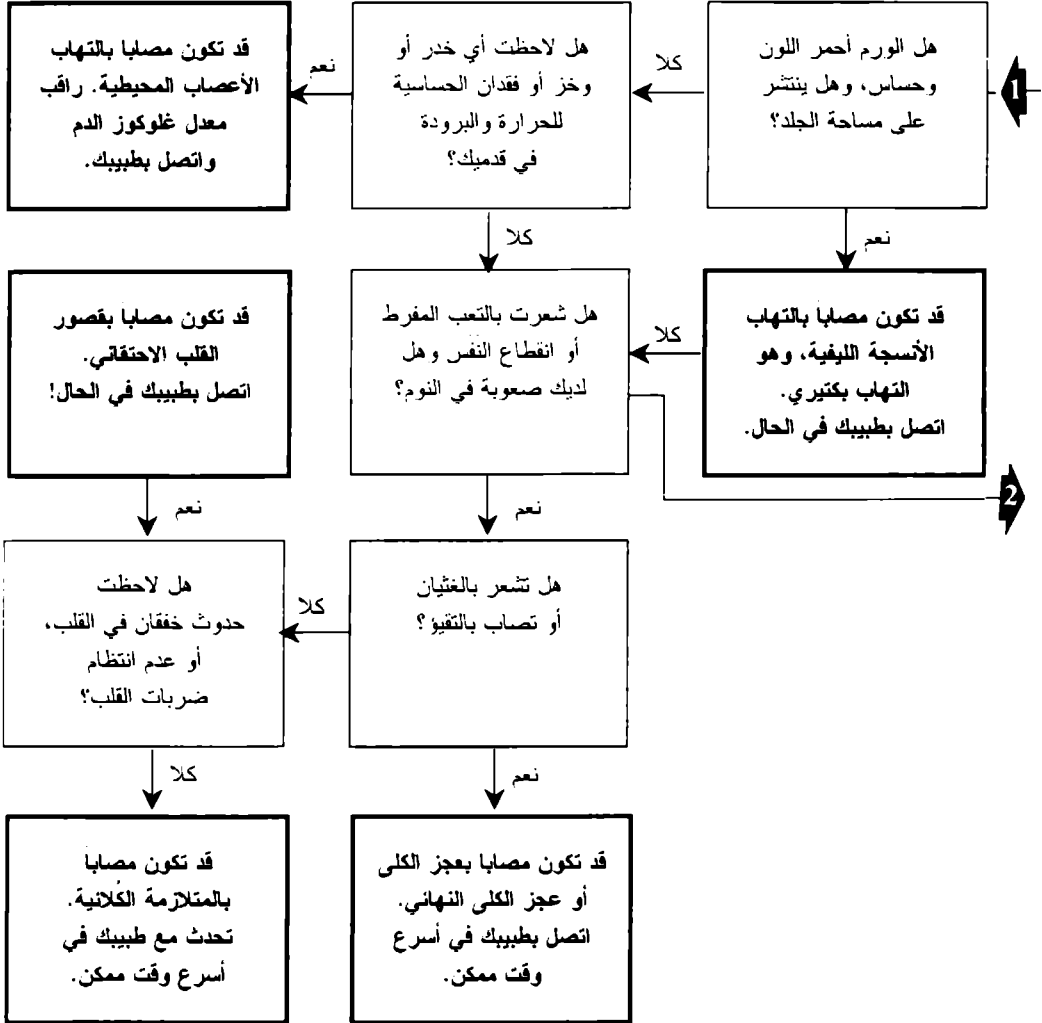 1
هل الورم أحمر اللون
وحساس، وهل ينتشر
على مساحة الجلد؟
كلا
هل لاحظت أي خدر أو
وخز أو فقدان الحساسية
للحرارة والبرودة
في قدميك؟
نعم
قد تكون مصاباً بالتهاب
الأعصاب المحيطية. راقب
معدل غلوكوز الدم
واتصل بطبيبك.
نعم
كلا
قد تكون مصاباً بالتهاب
الأنسجة الليفية، وهو
التهاب بكتيري.
اتصل بطبيبك في الحال.
كلا
هل شعرت بالتعب المفرط
أو انقطاع النَّفَس وهل
لديك صعوبة في النوم؟
قد تكون مصاباً بقصور
القلب الاحتقاني.
اتصل بطبيبك في الحال!
2
نعم
نعم
هل تشعر بالغثيان
أو تصاب بالتقيؤ؟
كلا
هل لاحظت
حدوث خفقان في القلب،
أو عدم انتظام
ضربات القلب؟
نعم
كلا
قد تكون مصابا بعجز الكلى
أو عجز الكلى النهائي.
اتصل بطبيبك في أسرع
وقت ممكن.
قد تكون مصاباً
بالمتلازمة الكُلائية.
تحدث مع طبيبك في
أسرع وقت ممكن.